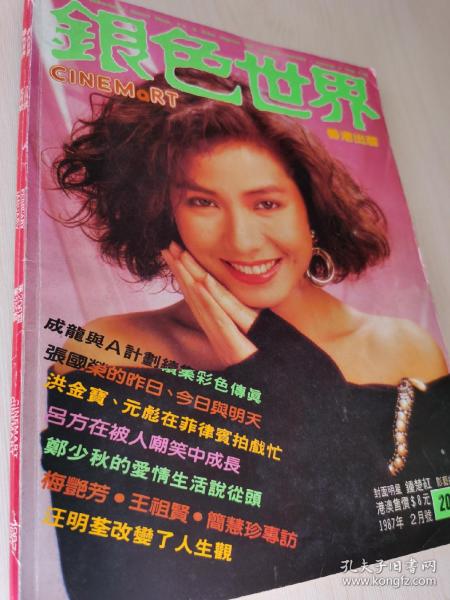 銀色世界
CINEMART
香港出版
成龍與A計劃續集彩色傳真
張國榮的昨日、今日與明天
洪金寶、元彪在菲律賓拍戲忙
呂方在被人嘲笑中成長
鄭少秋的愛情生活說從頭
梅艷芳•王祖賢•簡慧珍專訪
汪明荃改變了人生觀
封面明星 鍾楚紅
港澳售價$8元
1987年 2月號
20
CINEMART
孔夫子旧书网